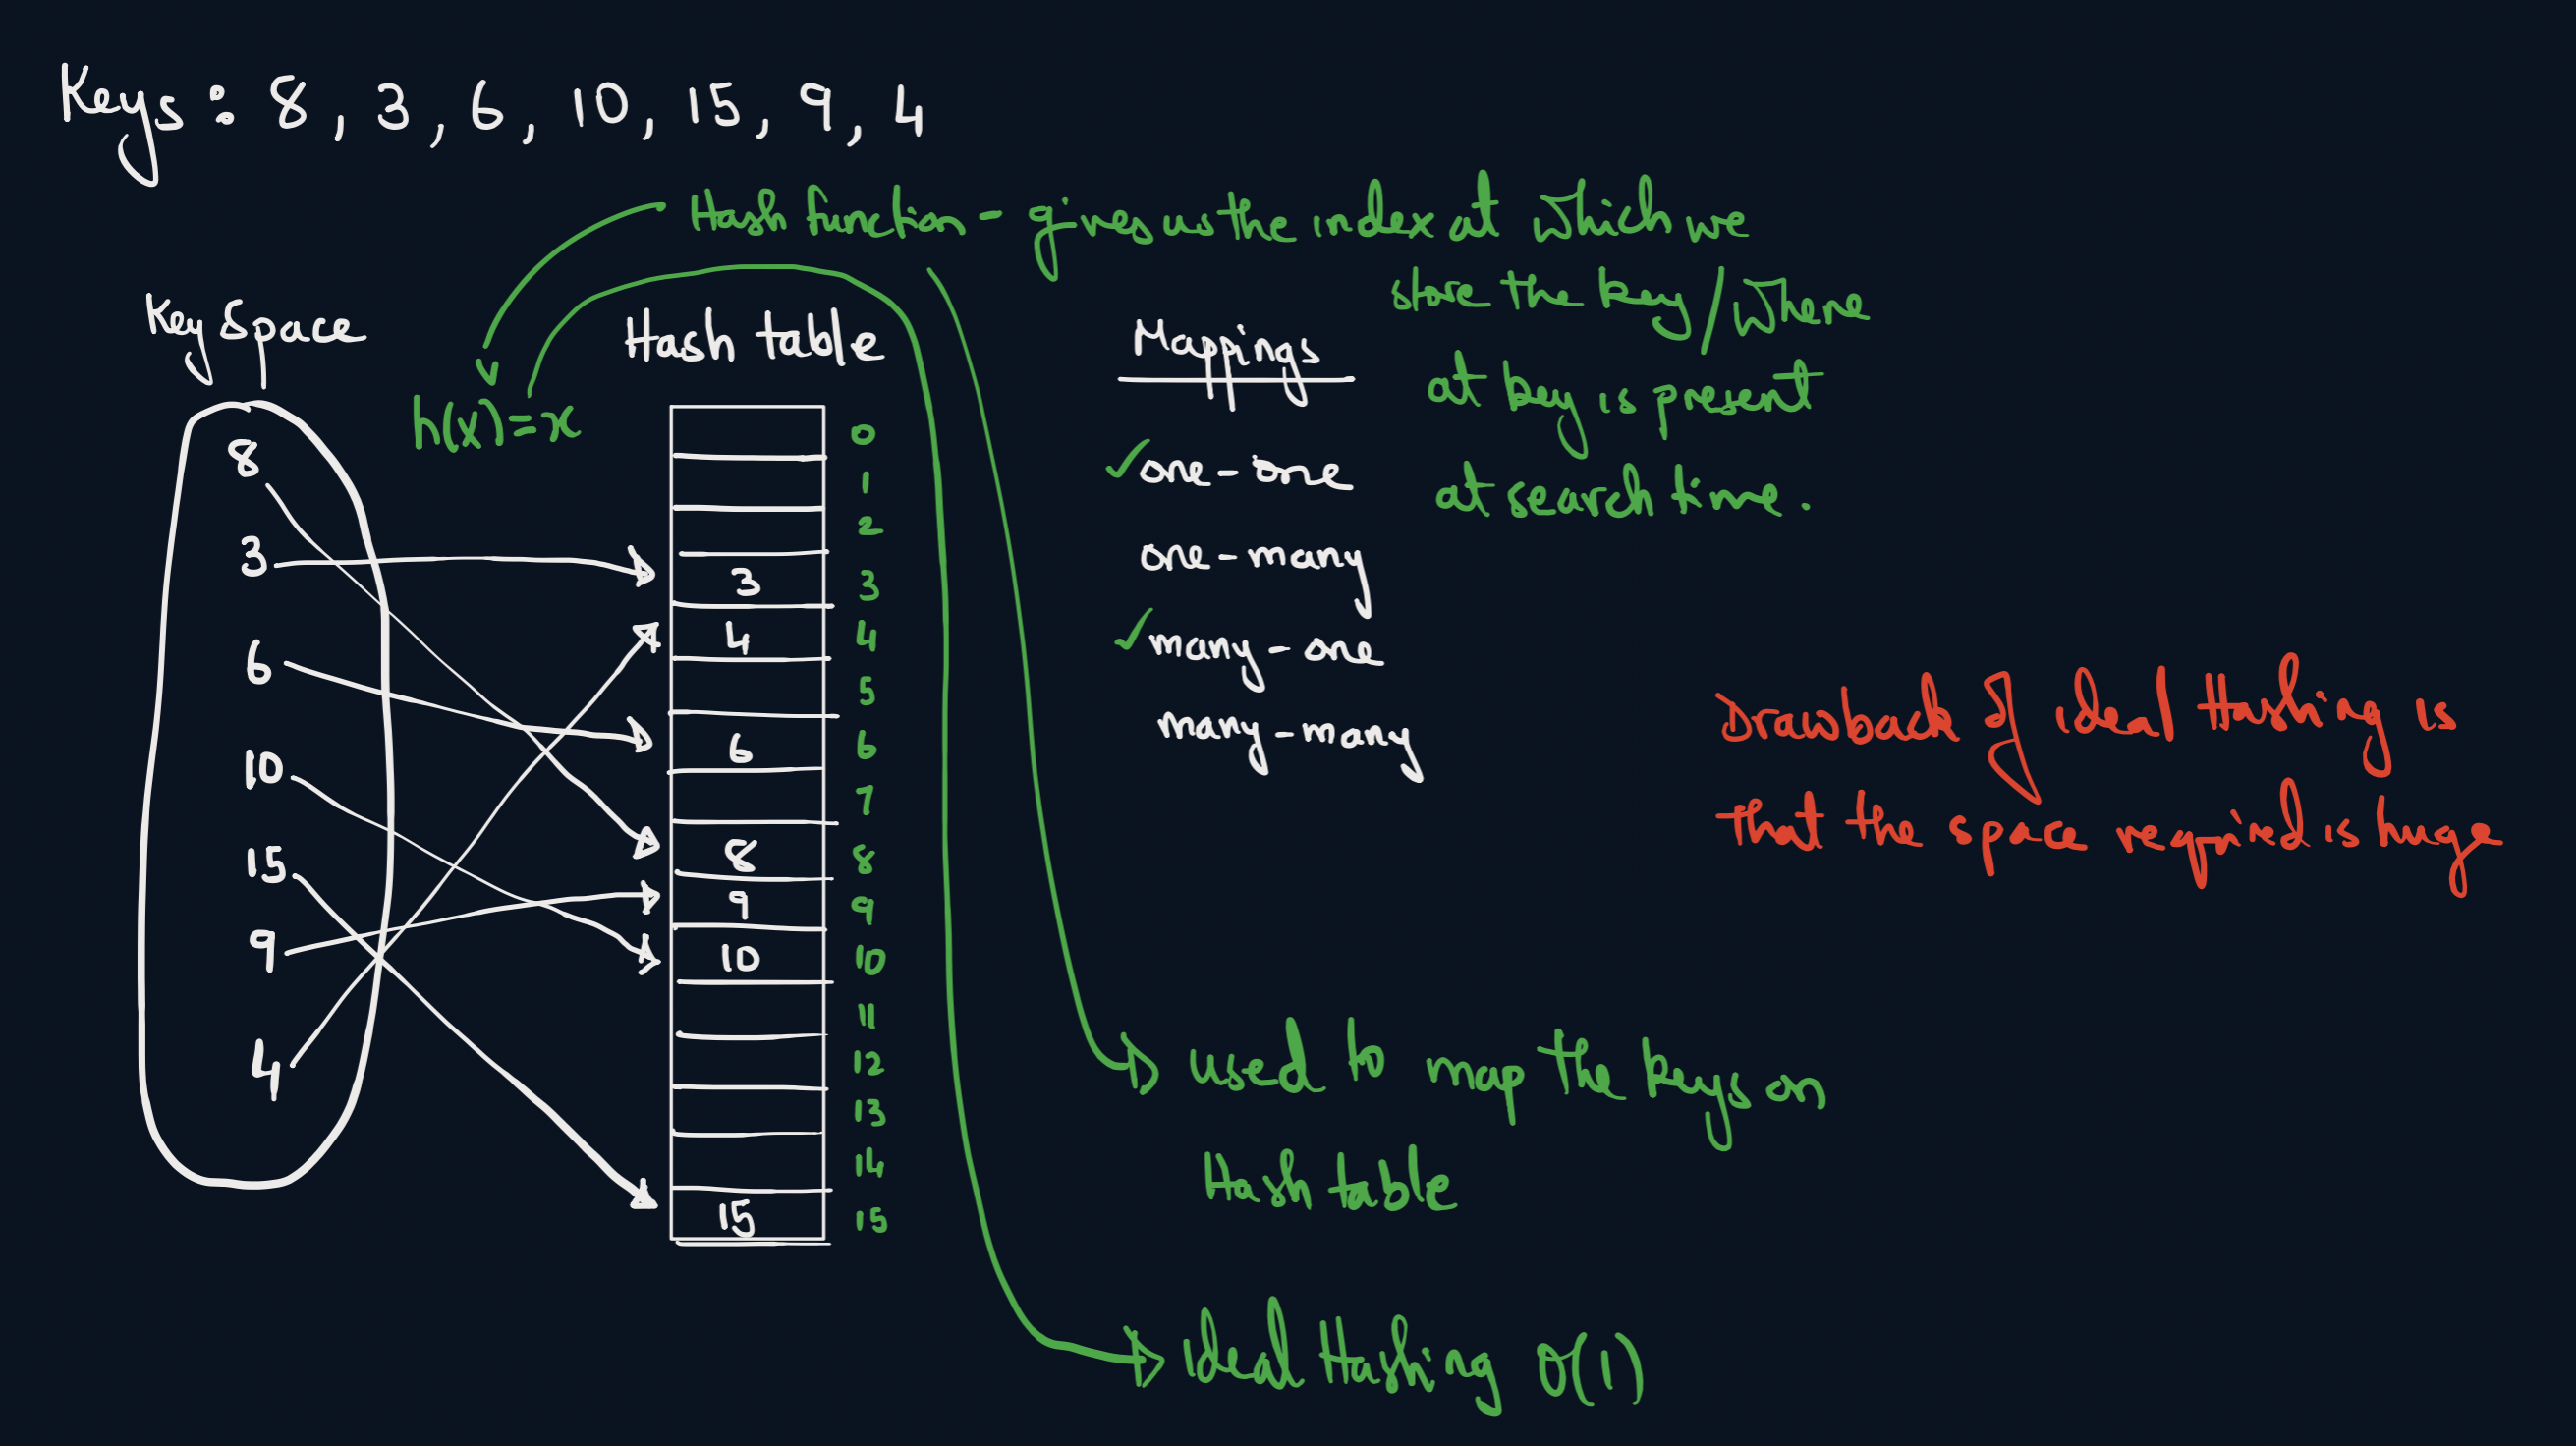 Keys : 8, 3, 6, 10, 15, 9, 4
Hash function - gives us the index at which we
store the key / where
at key is present
at search time.
Key Space
h(x)=x
Hash table
Mappings
✓ one-one
one-many
✓ many-one
many-many
8
3
6
10
15
9
4
3
4
6
8
9
10
15
0
1
2
3
4
5
6
7
8
9
10
11
12
13
14
15
Drawback of ideal Hashing is
that the space required is huge
used to map the keys on
Hash table
ideal Hashing O(1)